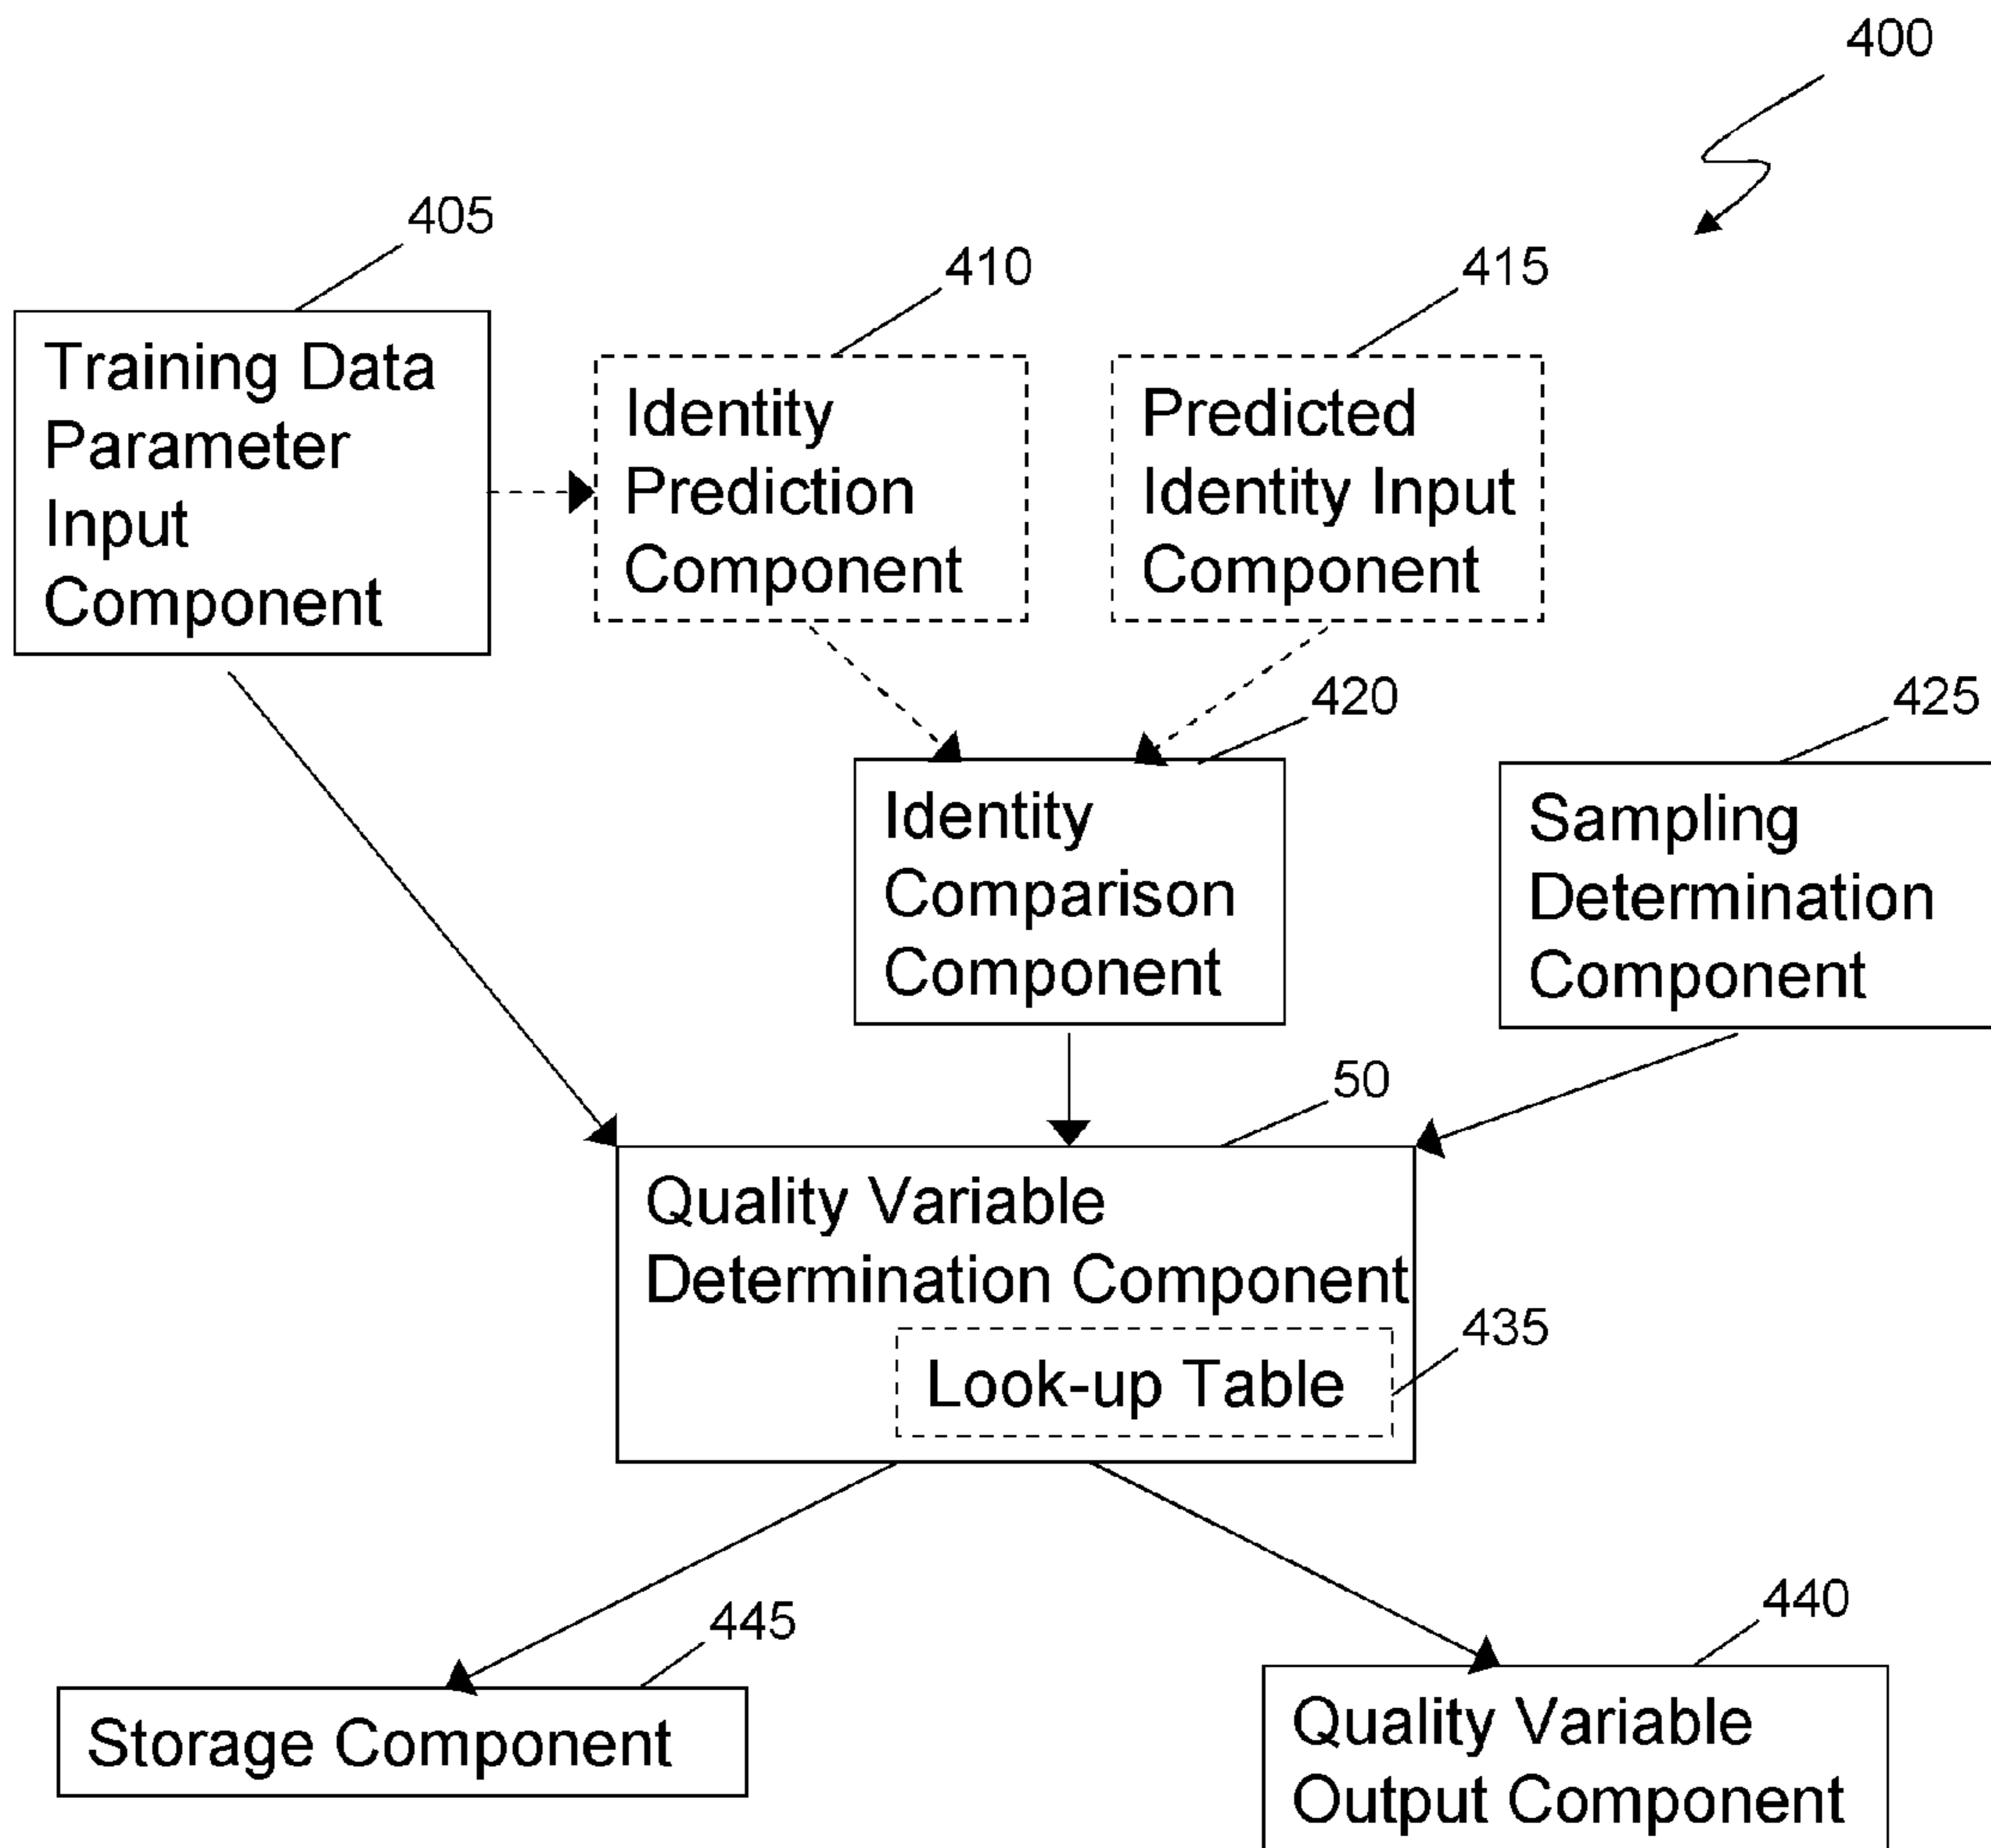 400
405
410
415
Training Data
Parameter
Input
Component
Identity
Prediction
Component
Predicted
Identity Input
Component
420
425
Identity
Comparison
Component
Sampling
Determination
Component
50
Quality Variable
Determination Component
435
Look-up Table
445
440
Storage Component
Quality Variable
Output Component